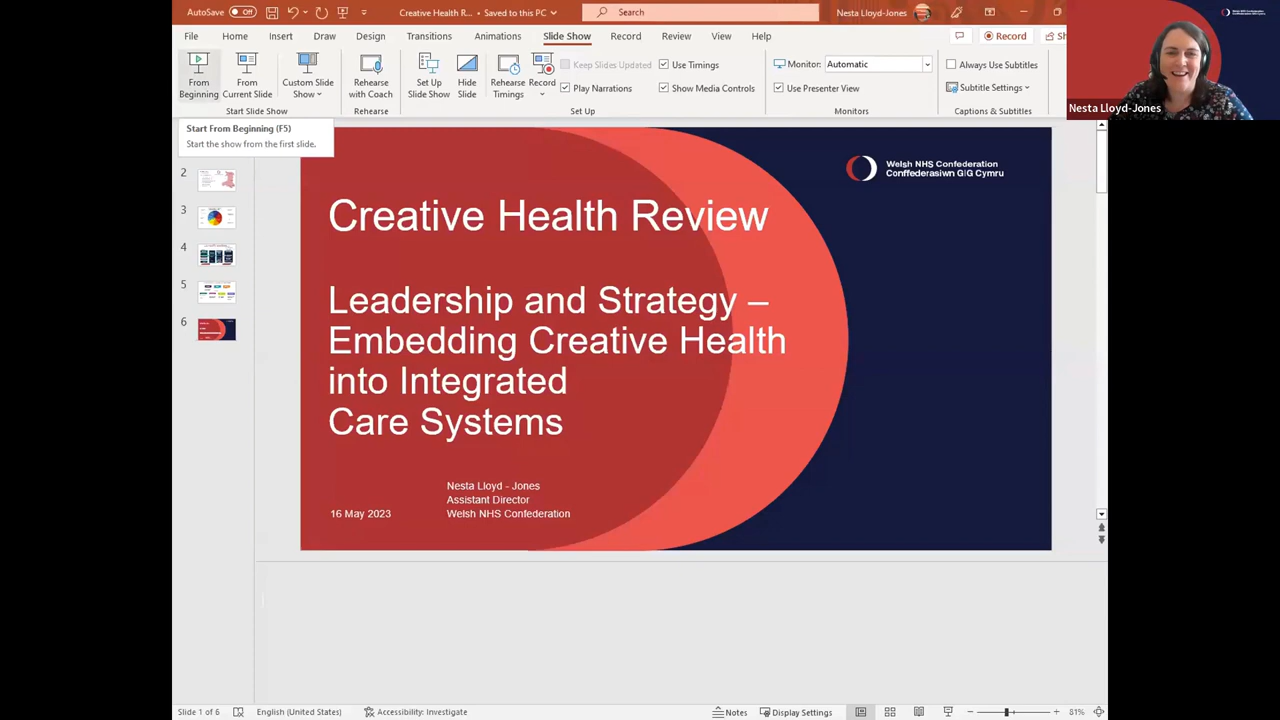 AutoSave Off
Creative Health R... • Saved to this PC
Search
Nesta Lloyd-Jones
File Home Insert Draw Design Transitions Animations Slide Show Record Review View Help
Record
Sh
From Beginning
From Current Slide
Custom Slide Show
Rehearse with Coach
Set Up Slide Show
Hide Slide
Rehearse Timings
Record
Keep Slides Updated
Play Narrations
Use Timings
Show Media Controls
Monitor: Automatic
Use Presenter View
Always Use Subtitles
Subtitle Settings
Start Slide Show
Rehearse
Set Up
Monitors
Captions & Subtitles
Start From Beginning (F5)
Start the show from the first slide.
2
3
4
5
6
Welsh NHS Confederation
Conffederasiwn GIG Cymru
Creative Health Review
Leadership and Strategy –
Embedding Creative Health
into Integrated
Care Systems
Nesta Lloyd - Jones
Assistant Director
16 May 2023 Welsh NHS Confederation
Nesta Lloyd-Jones
Slide 1 of 6
English (United States)
Accessibility: Investigate
Notes
Display Settings
81%